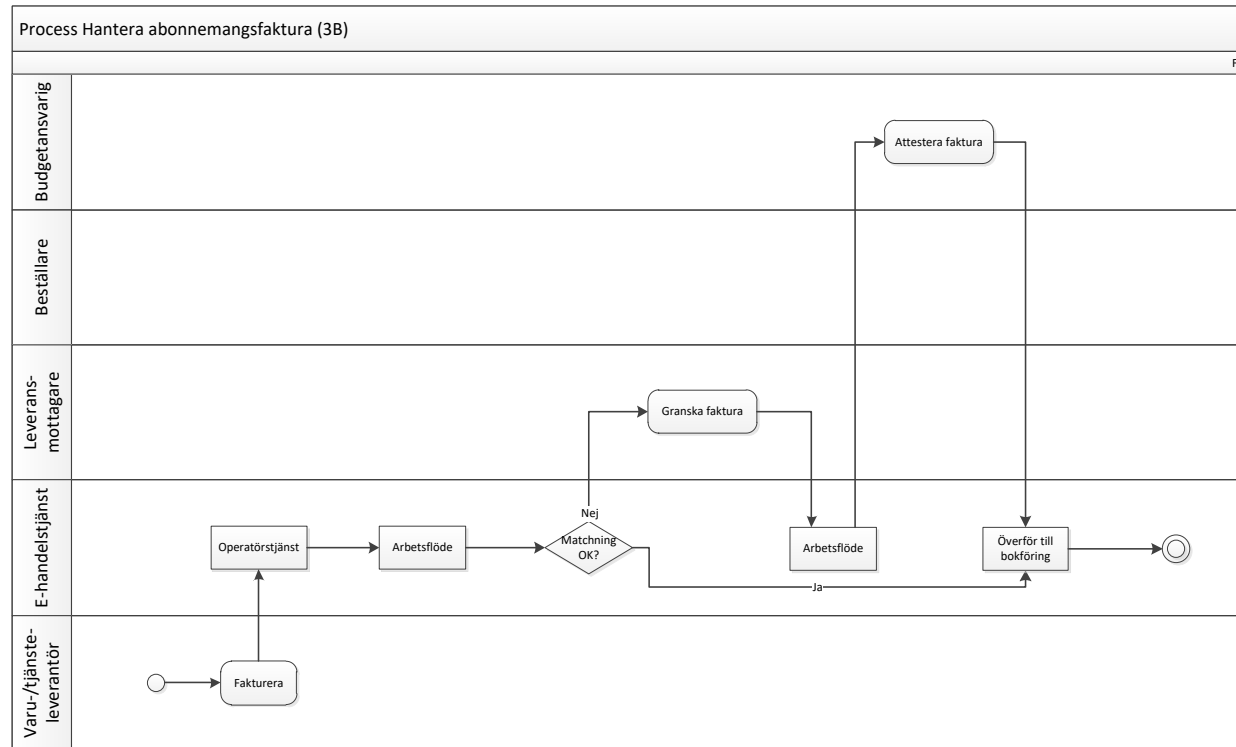 Process Hantera abonnemangsfaktura (3B)
F
Budgetansvarig
Attestera faktura
Beställare
Leverans-
mottagare
Granska faktura
E-handelstjänst
Nej
Operatörstjänst
Arbetsflöde
Matchning
OK?
Arbetsflöde
Överför till
bokföring
Ja
Varu-/tjänste-
leverantör
Fakturera